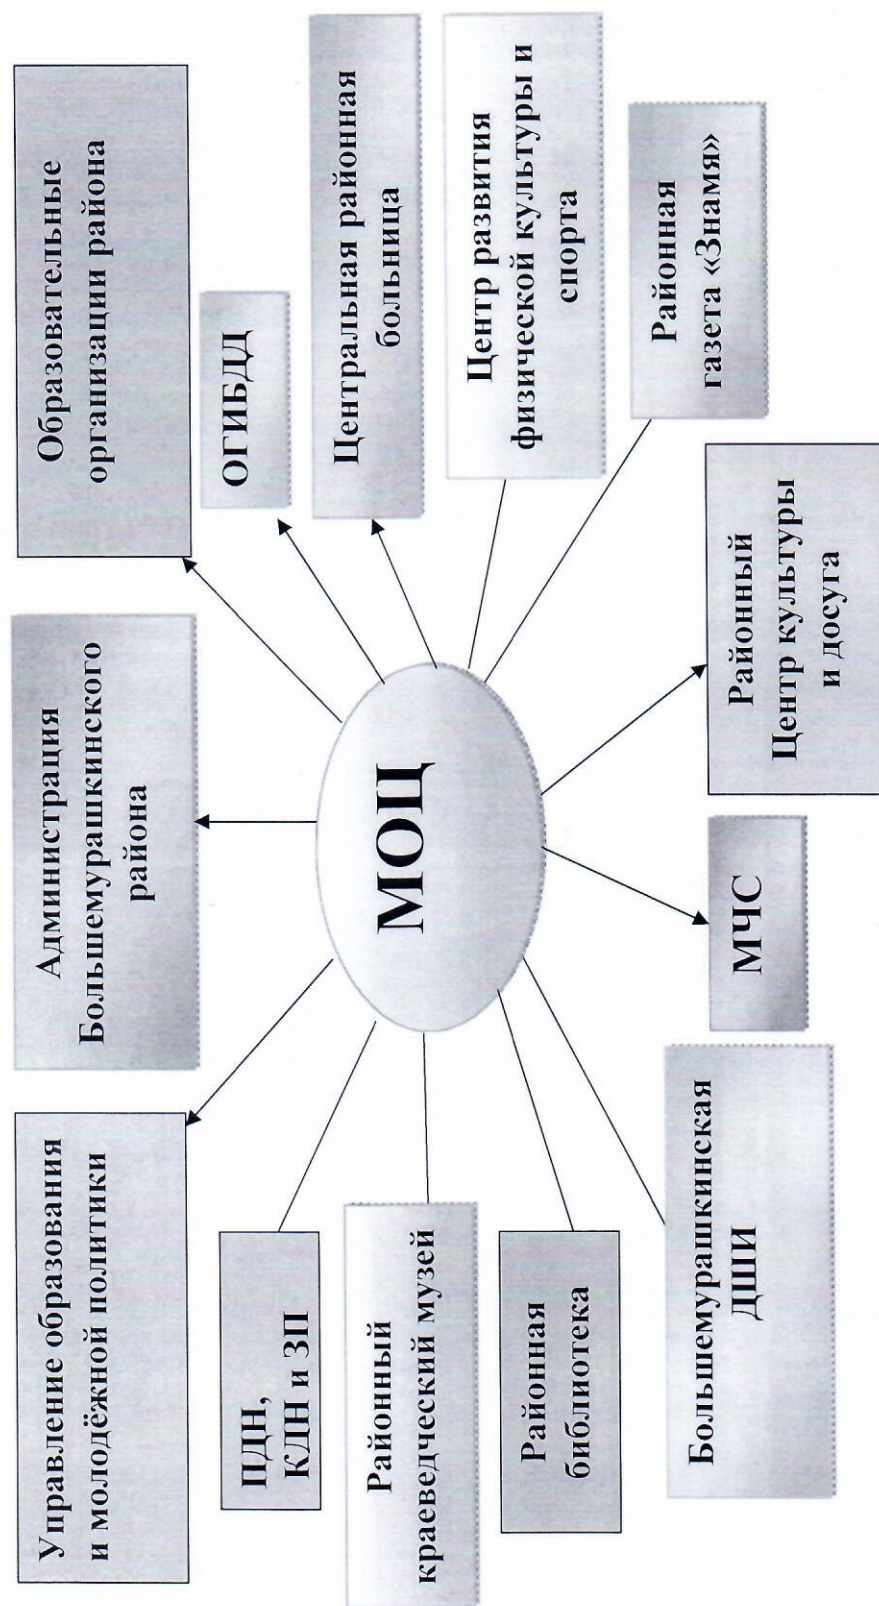 Управление образования
и молодёжной политики
Администрация
Большемурашкинского
района
Образовательные
организации района
ПДН,
КДН и ЗП
ОГИБДД
Районный
краеведческий музей
МОЦ
Центральная районная
больница
Районная
библиотека
Центр развития
физической культуры и
спорта
Большемурашкинская
ДШИ
МЧС
Районный
Центр культуры
и досуга
Районная
газета «Знамя»